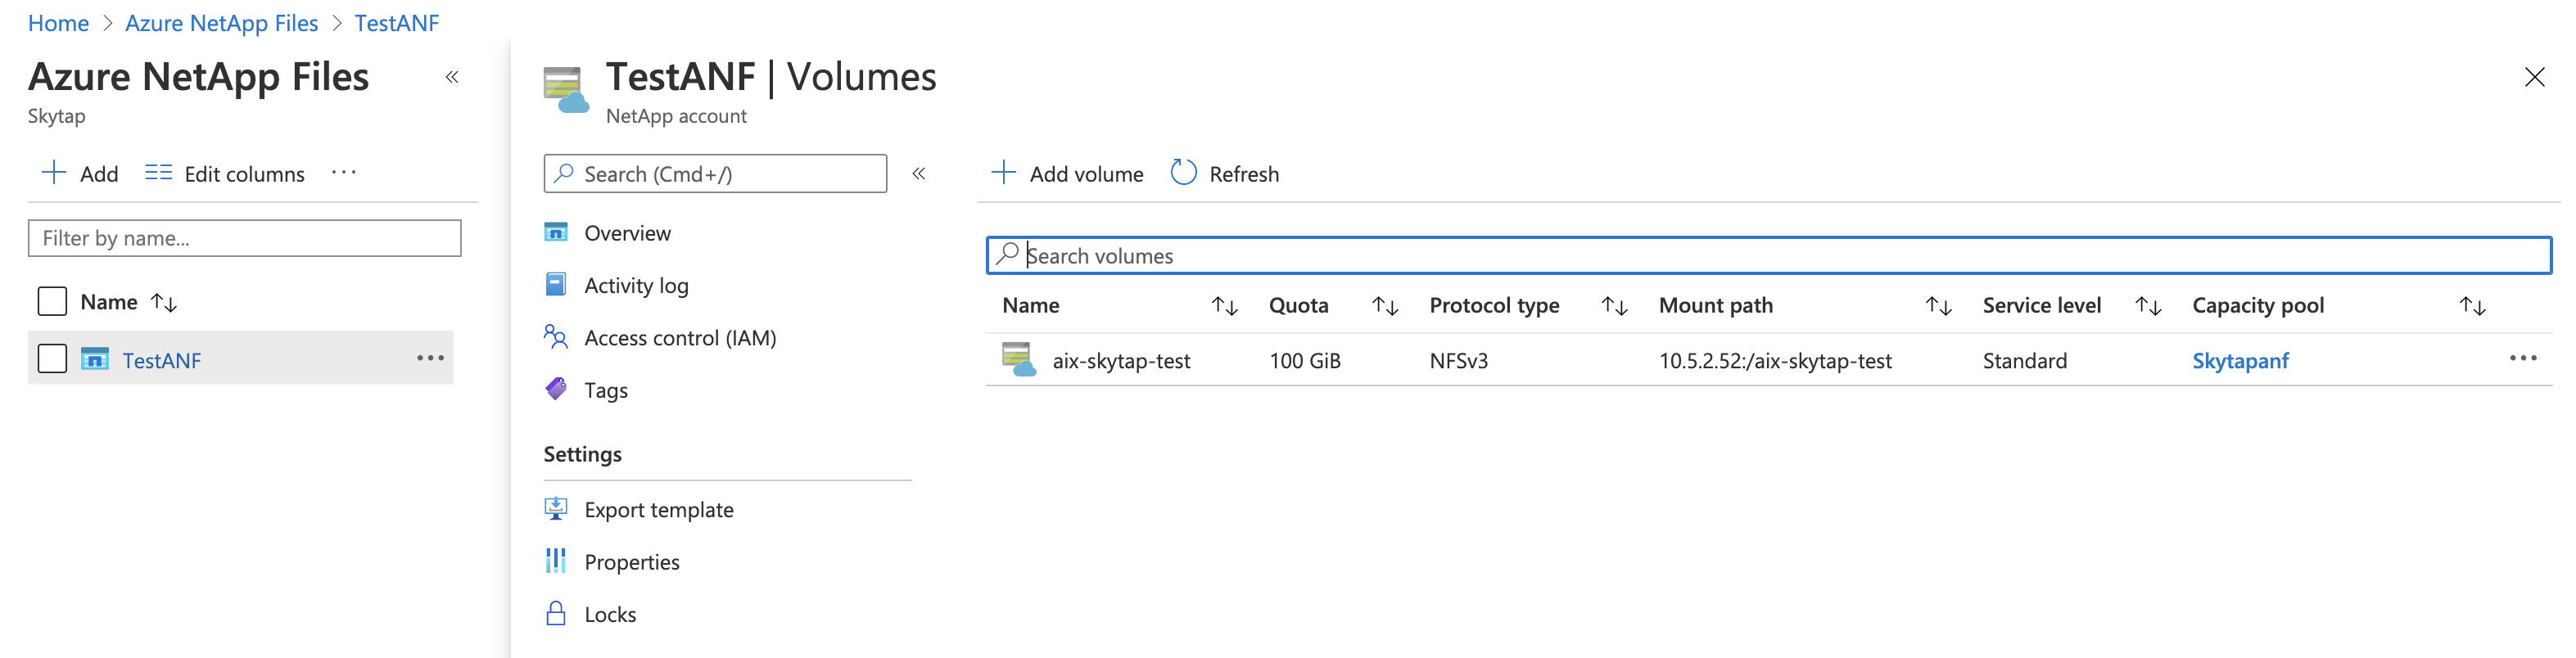 Home > Azure NetApp Files > TestANF
Azure NetApp Files «
Skytap
Add Edit columns ...
Filter by name...
Name ↑↓
TestANF ...
TestANF | Volumes
NetApp account
Search (Cmd+/) «
Overview
Activity log
Access control (IAM)
Tags
Settings
Export template
Properties
Locks
Add volume Refresh
Search volumes
Name ↑↓ Quota ↑↓ Protocol type ↑↓ Mount path ↑↓ Service level ↑↓ Capacity pool ↑↓
aix-skytap-test 100 GiB NFSv3 10.5.2.52:/aix-skytap-test Standard Skytapanf ...